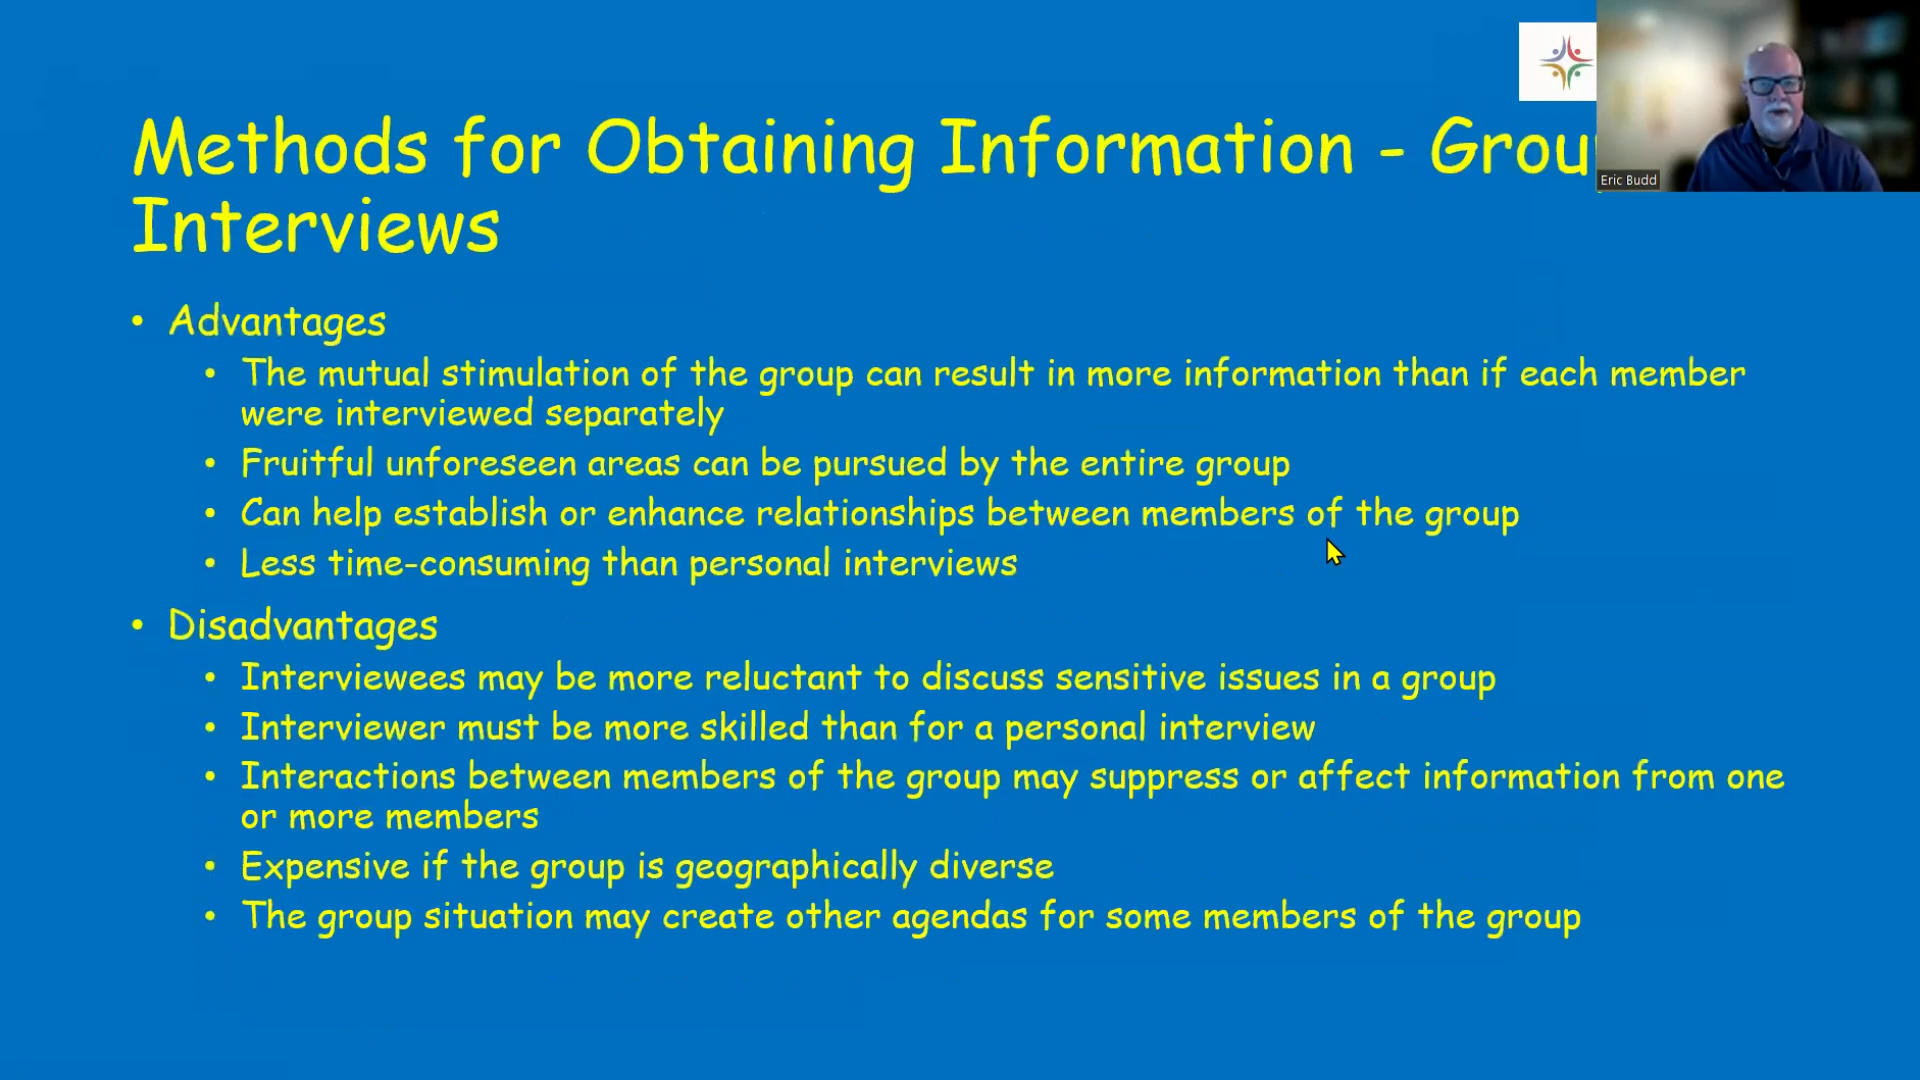 Methods for Obtaining Information - Grou
Interviews
• Advantages
• The mutual stimulation of the group can result in more information than if each member
were interviewed separately
• Fruitful unforeseen areas can be pursued by the entire group
• Can help establish or enhance relationships between members of the group
• Less time-consuming than personal interviews
• Disadvantages
• Interviewees may be more reluctant to discuss sensitive issues in a group
• Interviewer must be more skilled than for a personal interview
• Interactions between members of the group may suppress or affect information from one
or more members
• Expensive if the group is geographically diverse
• The group situation may create other agendas for some members of the group
Eric Budd